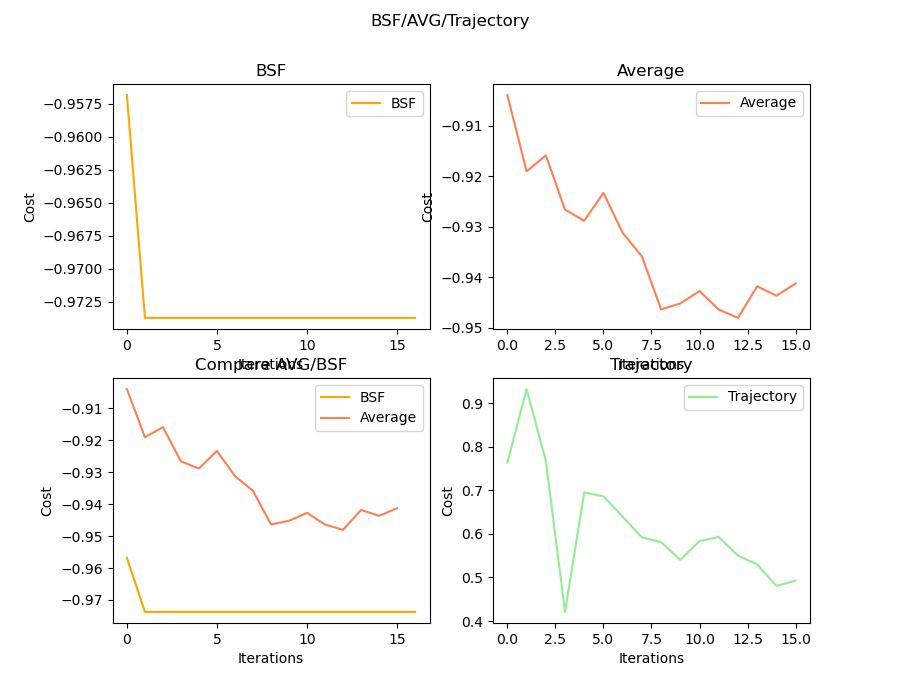 BSF/AVG/Trajectory
BSF
−0.9575
−0.9600
−0.9625
−0.9650
−0.9675
−0.9700
−0.9725
Cost
0
5
10
15
Iterations
BSF
Average
−0.91
−0.92
−0.93
−0.94
−0.95
Cost
0.0
2.5
5.0
7.5
10.0
12.5
15.0
Iterations
Average
Compare AVG/BSF
−0.91
−0.92
−0.93
−0.94
−0.95
−0.96
−0.97
Cost
0
5
10
15
Iterations
BSF
Average
Trajectory
0.9
0.8
0.7
0.6
0.5
0.4
Cost
0.0
2.5
5.0
7.5
10.0
12.5
15.0
Iterations
Trajectory